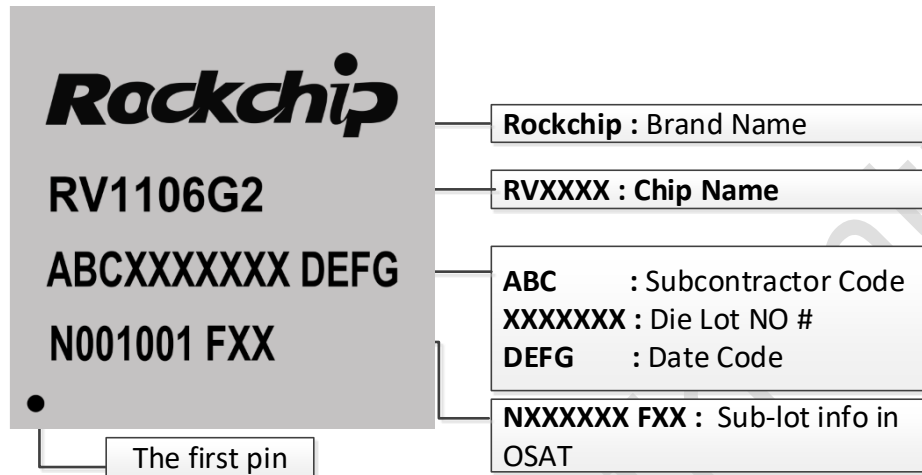 Rockchip
RV1106G2
ABCXXXXXXX DEFG
N001001 FXX
The first pin
Rockchip : Brand Name
RVXXXX : Chip Name
ABC : Subcontractor Code
XXXXXXX : Die Lot NO #
DEFG : Date Code
NXXXXXX FXX : Sub-lot info in
OSAT